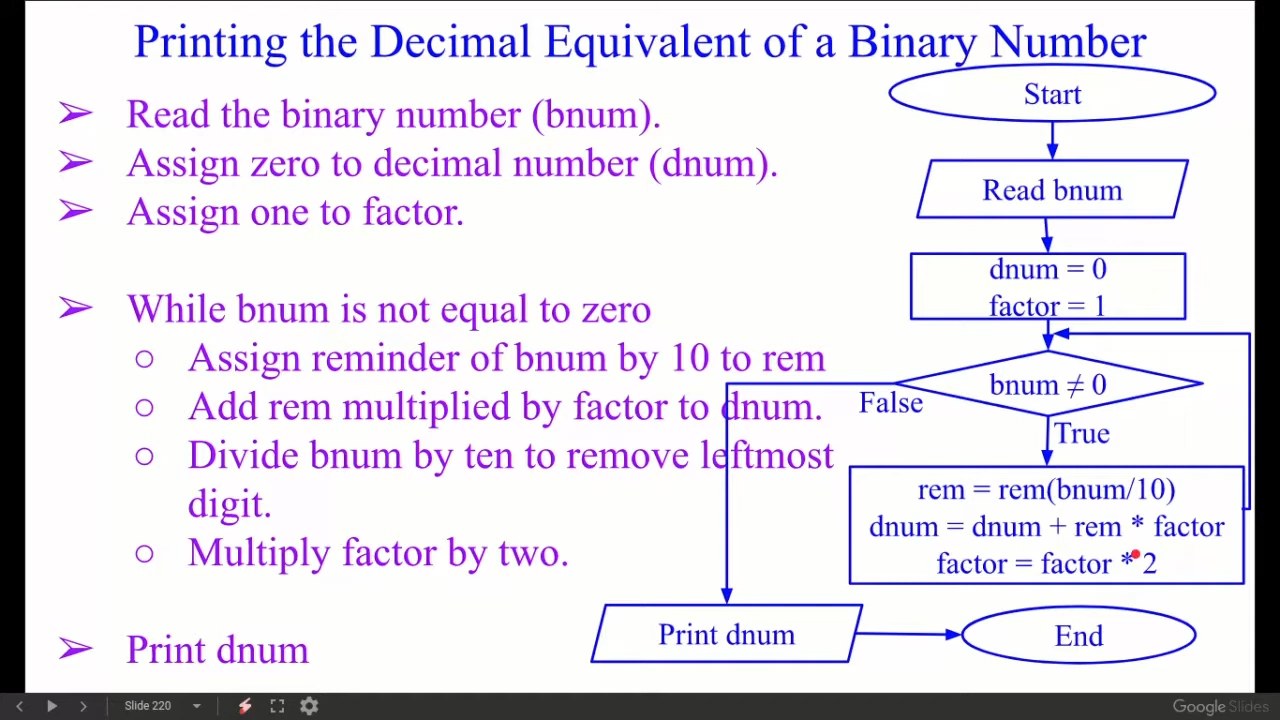 Printing the Decimal Equivalent of a Binary Number
➢ Read the binary number (bnum).
➢ Assign zero to decimal number (dnum).
➢ Assign one to factor.
➢ While bnum is not equal to zero
○ Assign reminder of bnum by 10 to rem
○ Add rem multiplied by factor to dnum.
○ Divide bnum by ten to remove leftmost
digit.
○ Multiply factor by two.
➢ Print dnum
Start
Read bnum
dnum = 0
factor = 1
bnum ≠ 0
False
True
rem = rem(bnum/10)
dnum = dnum + rem * factor
factor = factor * 2
Print dnum
End
Slide 220
Google Slides